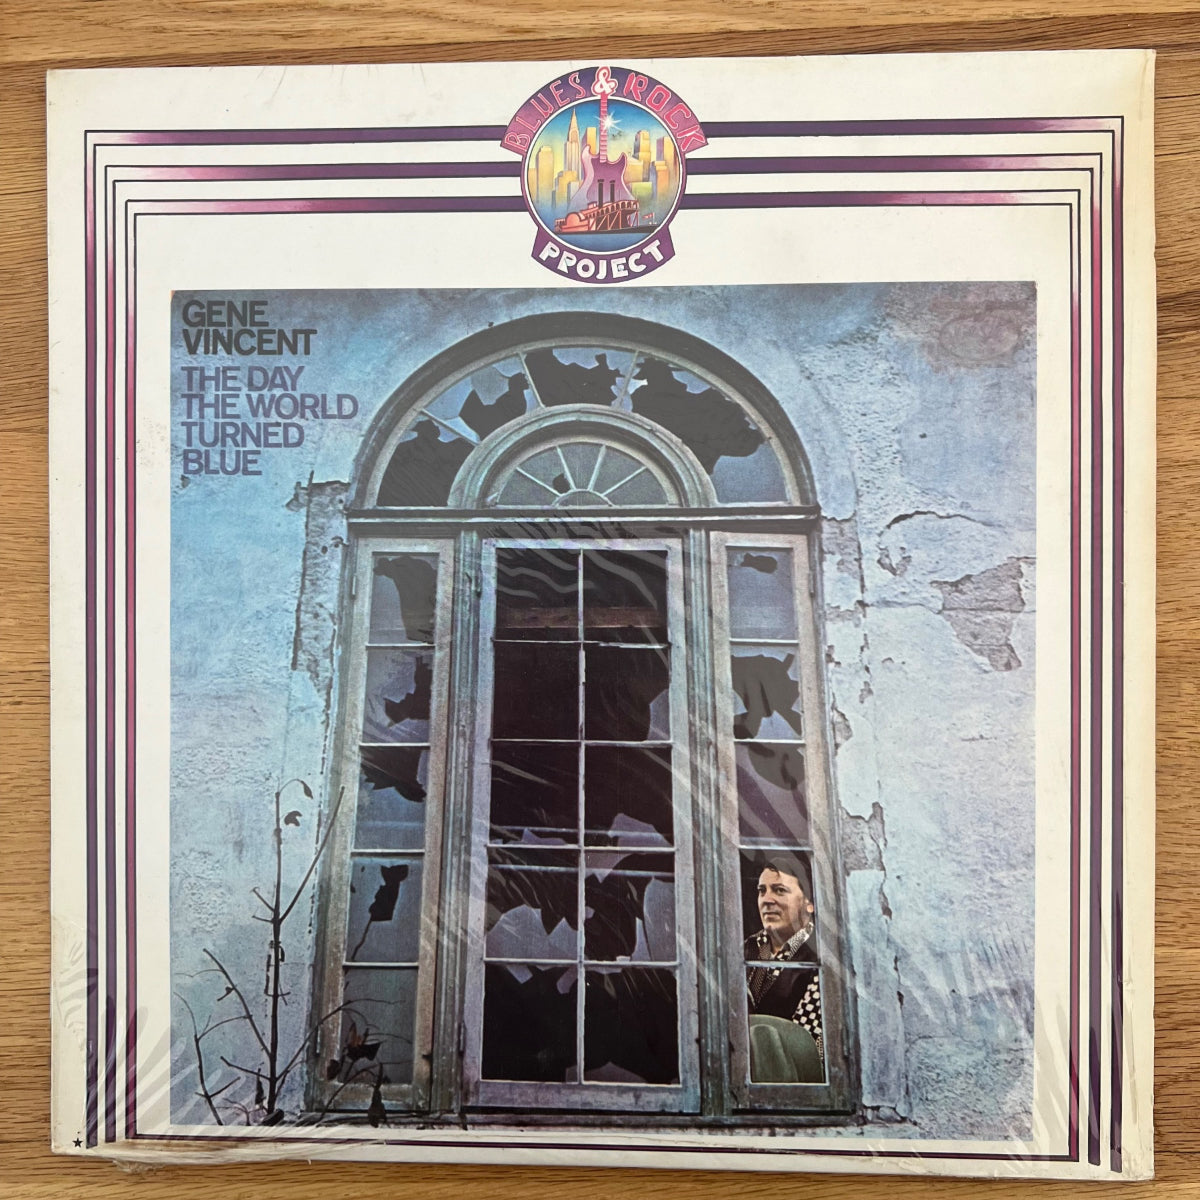 BLUES & ROCK
PROJECT
GENE
VINCENT
THE DAY
THE WORLD
TURNED
BLUE